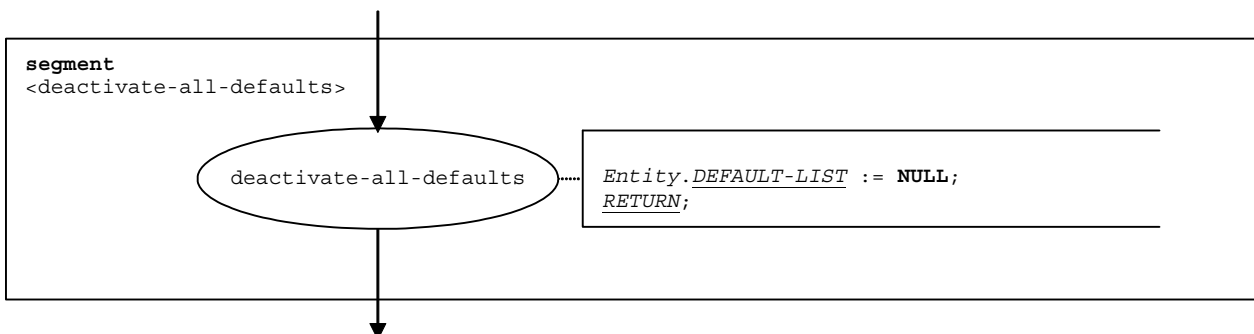 segment
<deactivate-all-defaults>
deactivate-all-defaults
Entity.DEFAULT-LIST := NULL;
RETURN;